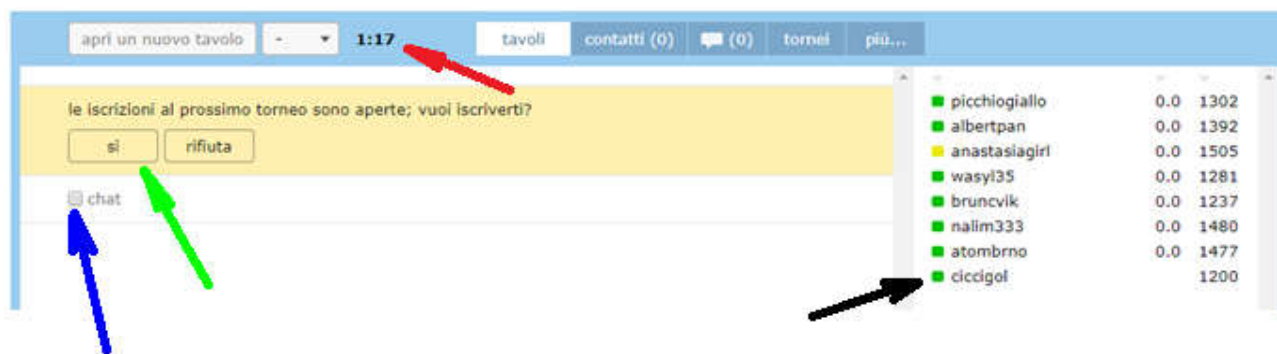 apri un nuovo tavolo - 1:17 tavoli contatti (0) (0) tornei più...
le iscrizioni al prossimo torneo sono aperte; vuoi iscriverti?
sì rifiuta
chat
picchiogiallo 0.0 1302
albertpan 0.0 1392
anastasiagirl 0.0 1505
wasyl35 0.0 1281
bruncvik 0.0 1237
nalim333 0.0 1480
atombrno 0.0 1477
ciccigol 1200